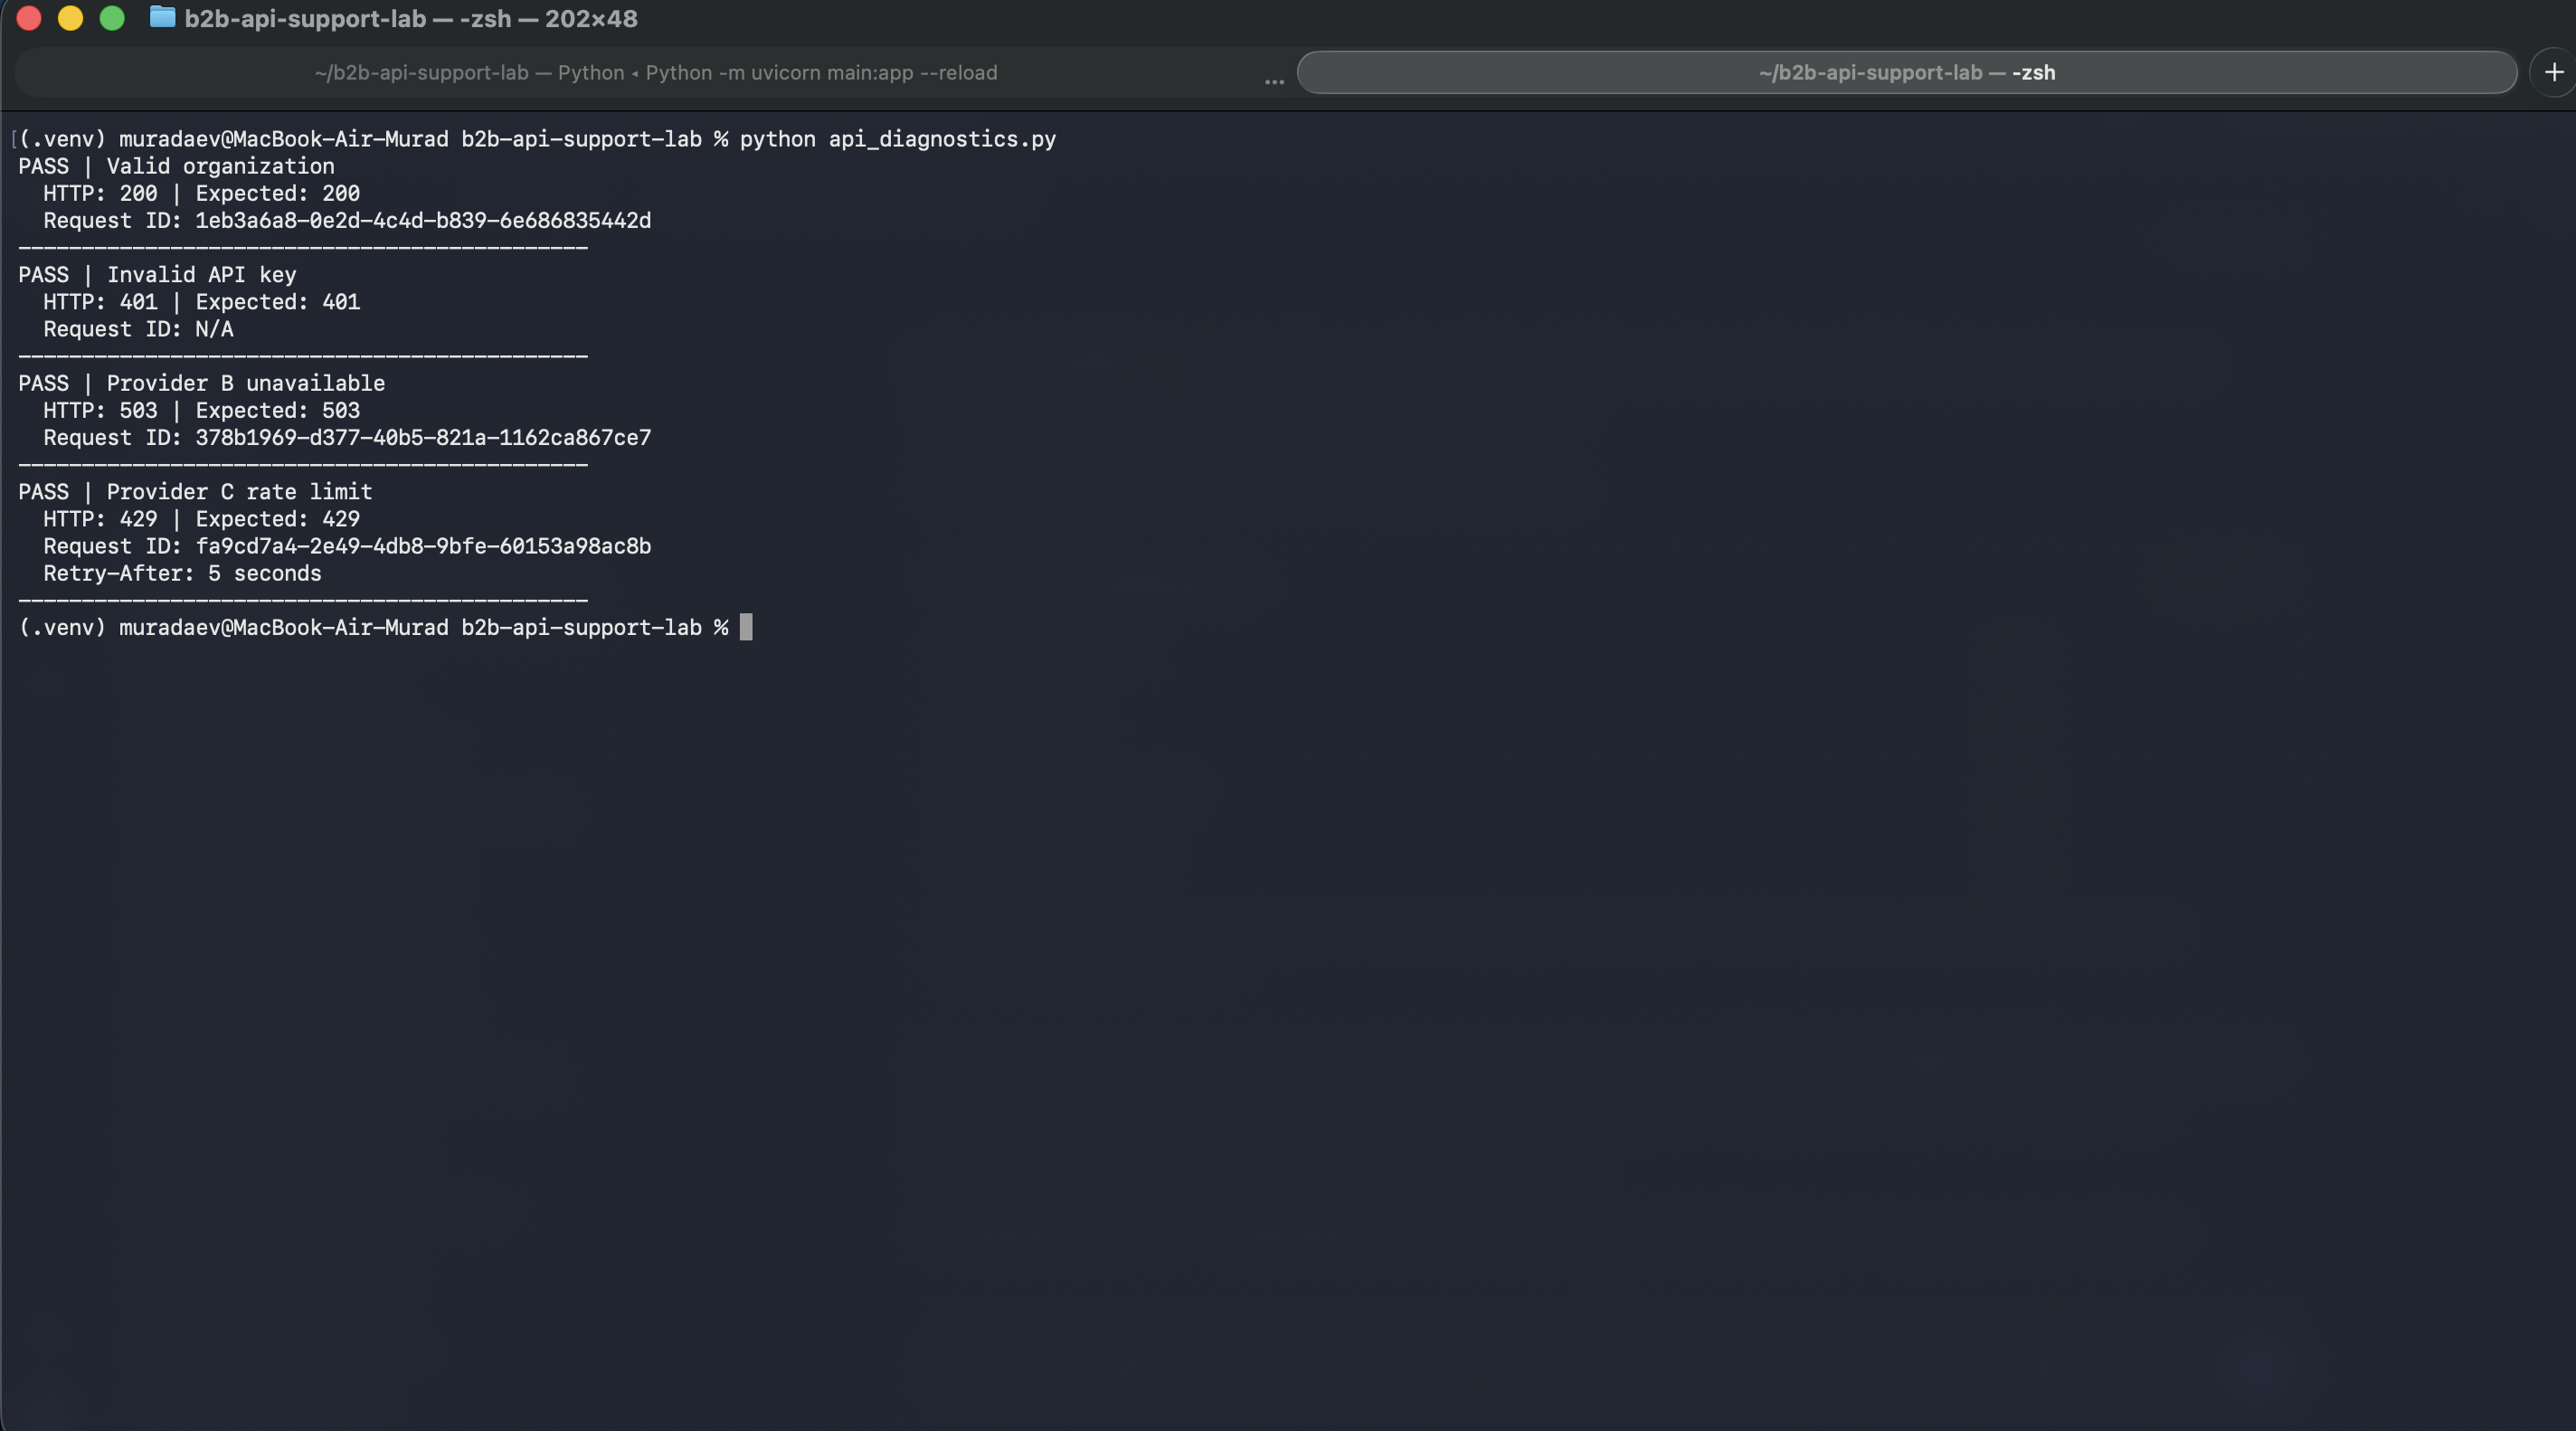 b2b-api-support-lab — -zsh — 202×48
~/b2b-api-support-lab — Python ◂ Python -m uvicorn main:app --reload ... ~/b2b-api-support-lab — -zsh +
[(.venv) muradaev@MacBook-Air-Murad b2b-api-support-lab % python api_diagnostics.py
PASS | Valid organization
  HTTP: 200 | Expected: 200
  Request ID: 1eb3a6a8-0e2d-4c4d-b839-6e686835442d
---------------------------------------------
PASS | Invalid API key
  HTTP: 401 | Expected: 401
  Request ID: N/A
---------------------------------------------
PASS | Provider B unavailable
  HTTP: 503 | Expected: 503
  Request ID: 378b1969-d377-40b5-821a-1162ca867ce7
---------------------------------------------
PASS | Provider C rate limit
  HTTP: 429 | Expected: 429
  Request ID: fa9cd7a4-2e49-4db8-9bfe-60153a98ac8b
  Retry-After: 5 seconds
---------------------------------------------
(.venv) muradaev@MacBook-Air-Murad b2b-api-support-lab %